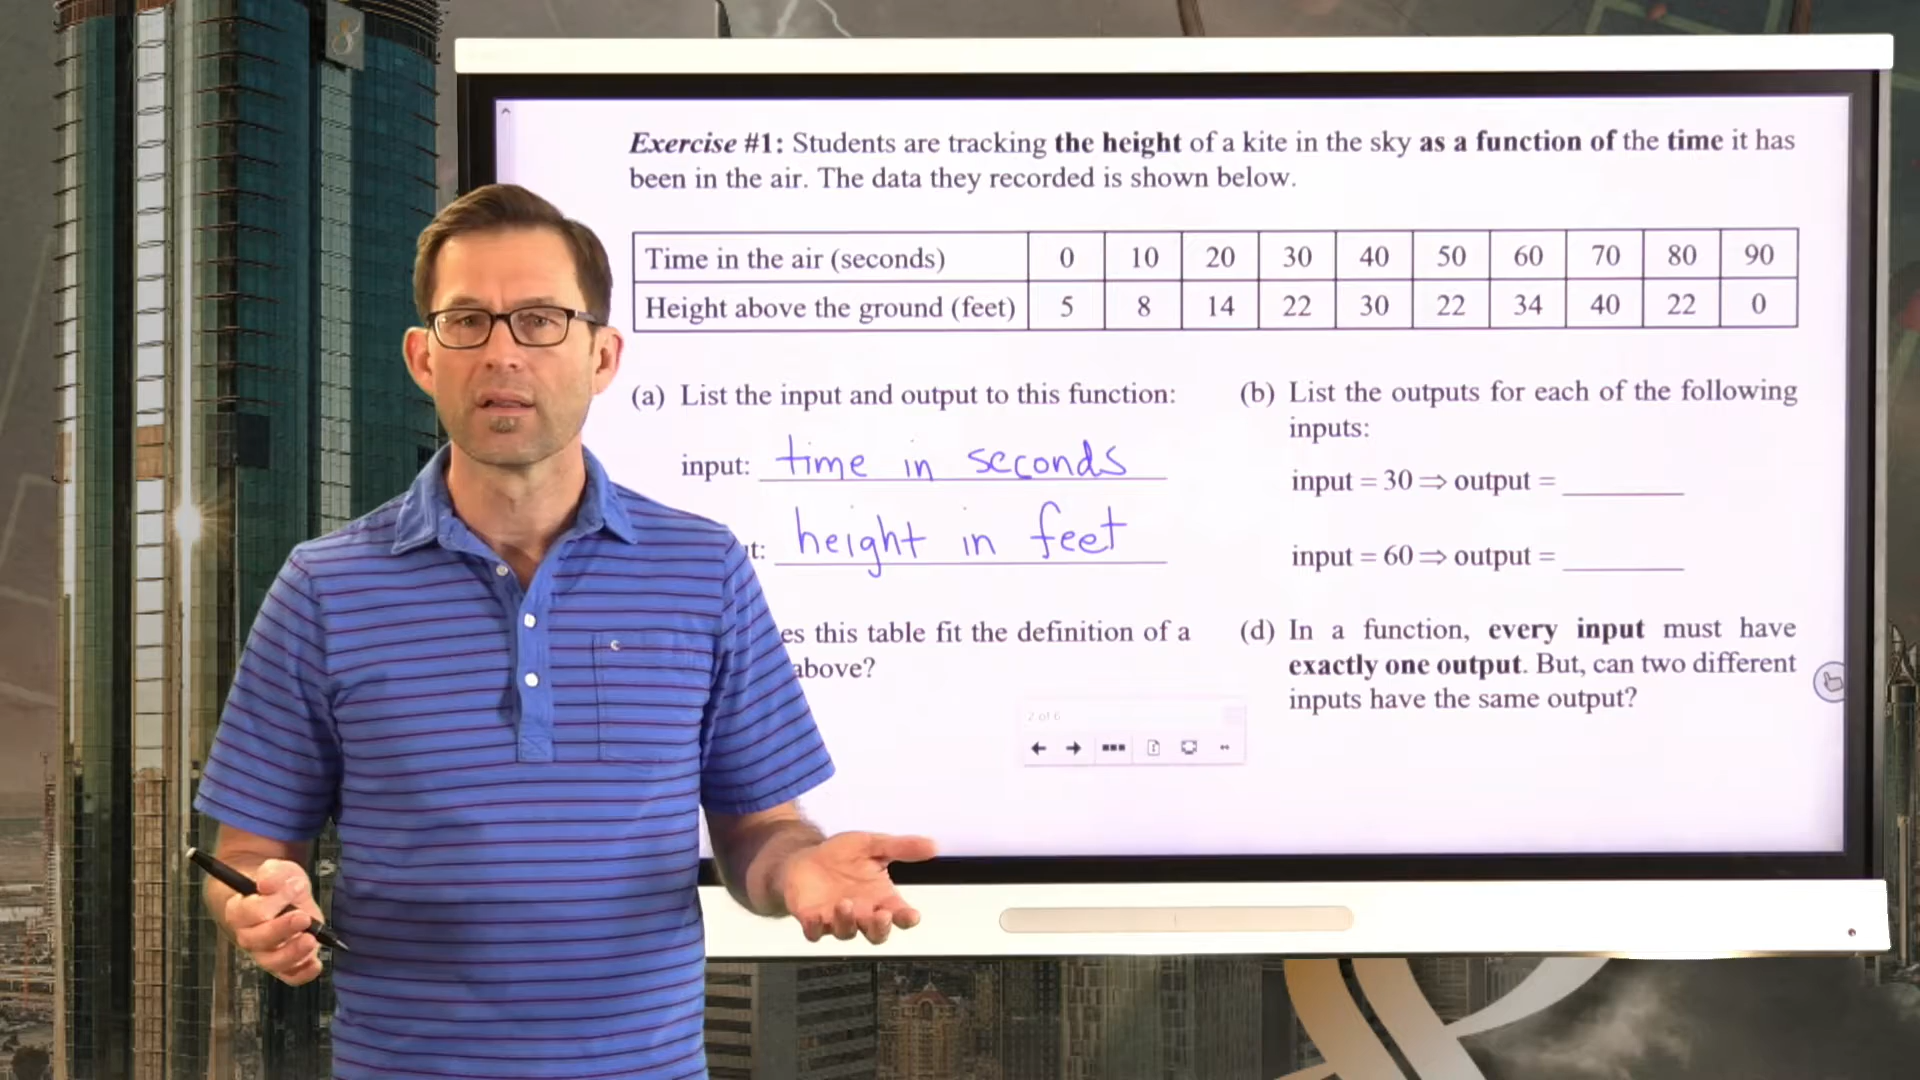 Exercise #1: Students are tracking the height of a kite in the sky as a function of the time it has
been in the air. The data they recorded is shown below.
Time in the air (seconds) 0 10 20 30 40 50 60 70 80 90
Height above the ground (feet) 5 8 14 22 30 22 34 40 22 0
(a) List the input and output to this function:
input: time in seconds
t: height in feet
(b) List the outputs for each of the following
inputs:
input = 30 ⇒ output = ________
input = 60 ⇒ output = ________
es this table fit the definition of a
above?
(d) In a function, every input must have
exactly one output. But, can two different
inputs have the same output?
2 of 6